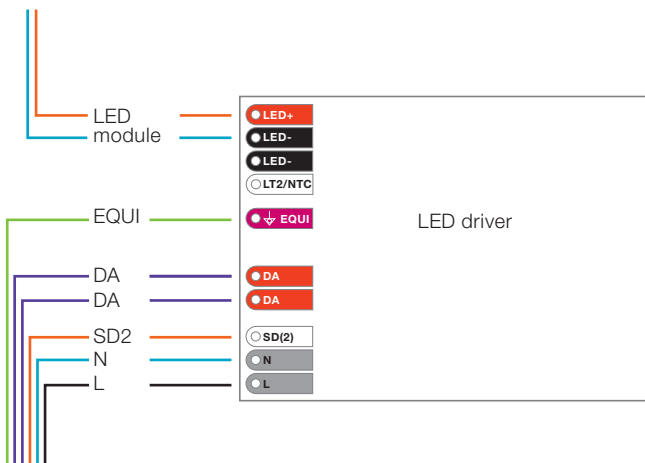 LED
module
EQUI
DA
DA
SD2
N
L
LED+
LED-
LED-
LT2/NTC
EQUI
DA
DA
SD(2)
N
L
LED driver